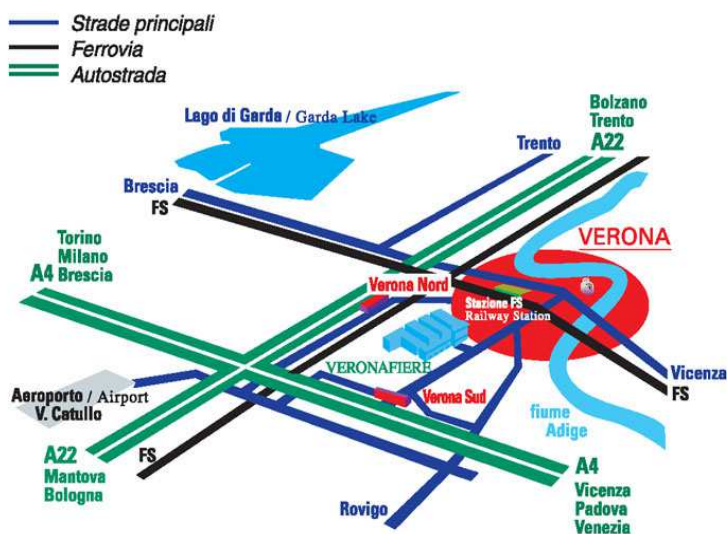 Strade principali
Ferrovia
Autostrada
Lago di Garda / Garda Lake
Bolzano
Trento
A22
Trento
Brescia
FS
VERONA
Torino
Milano
A4 Brescia
Verona Nord
Stazione FS
Railway Station
VERONAFIERE
Vicenza
FS
Aeroporto / Airport
V. Catullo
Verona Sud
fiume
Adige
A22
Mantova
Bologna
FS
A4
Vicenza
Padova
Venezia
Rovigo